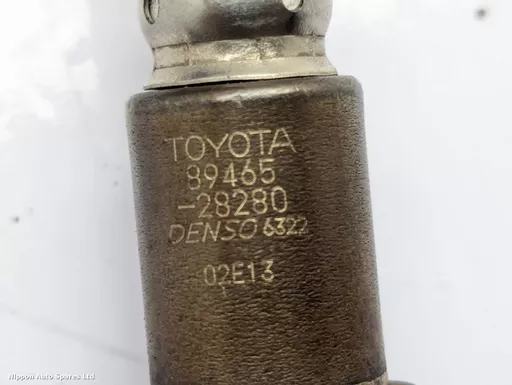 TOYOTA
89465
-28280
DENSO 6322
02E13
Nippon Auto Spares Ltd